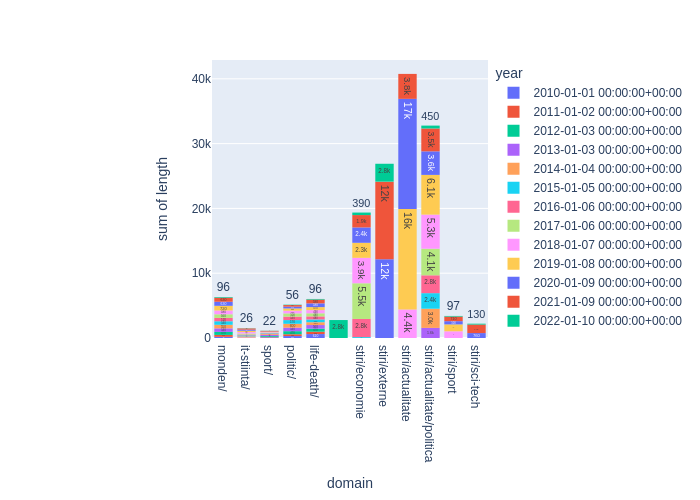 year
2010-01-01 00:00:00+00:00
2011-01-02 00:00:00+00:00
2012-01-03 00:00:00+00:00
2013-01-03 00:00:00+00:00
2014-01-04 00:00:00+00:00
2015-01-05 00:00:00+00:00
2016-01-06 00:00:00+00:00
2017-01-06 00:00:00+00:00
2018-01-07 00:00:00+00:00
2019-01-08 00:00:00+00:00
2020-01-09 00:00:00+00:00
2021-01-09 00:00:00+00:00
2022-01-10 00:00:00+00:00
sum of length
40k
30k
20k
10k
0
96
26
22
56
96
390
450
97
130
2.8k
2.4k
2.3k
3.9k
5.5k
2.8k
2.8k
12k
12k
3.8k
17k
16k
4.4k
3.5k
3.6k
6.1k
5.3k
4.1k
2.8k
2.4k
3.0k
monden/
it-stiinta/
sport/
politic/
life-death/
stiri/economie
stiri/externe
stiri/actualitate
stiri/actualitate/politica
stiri/sport
stiri/sci-tech
domain